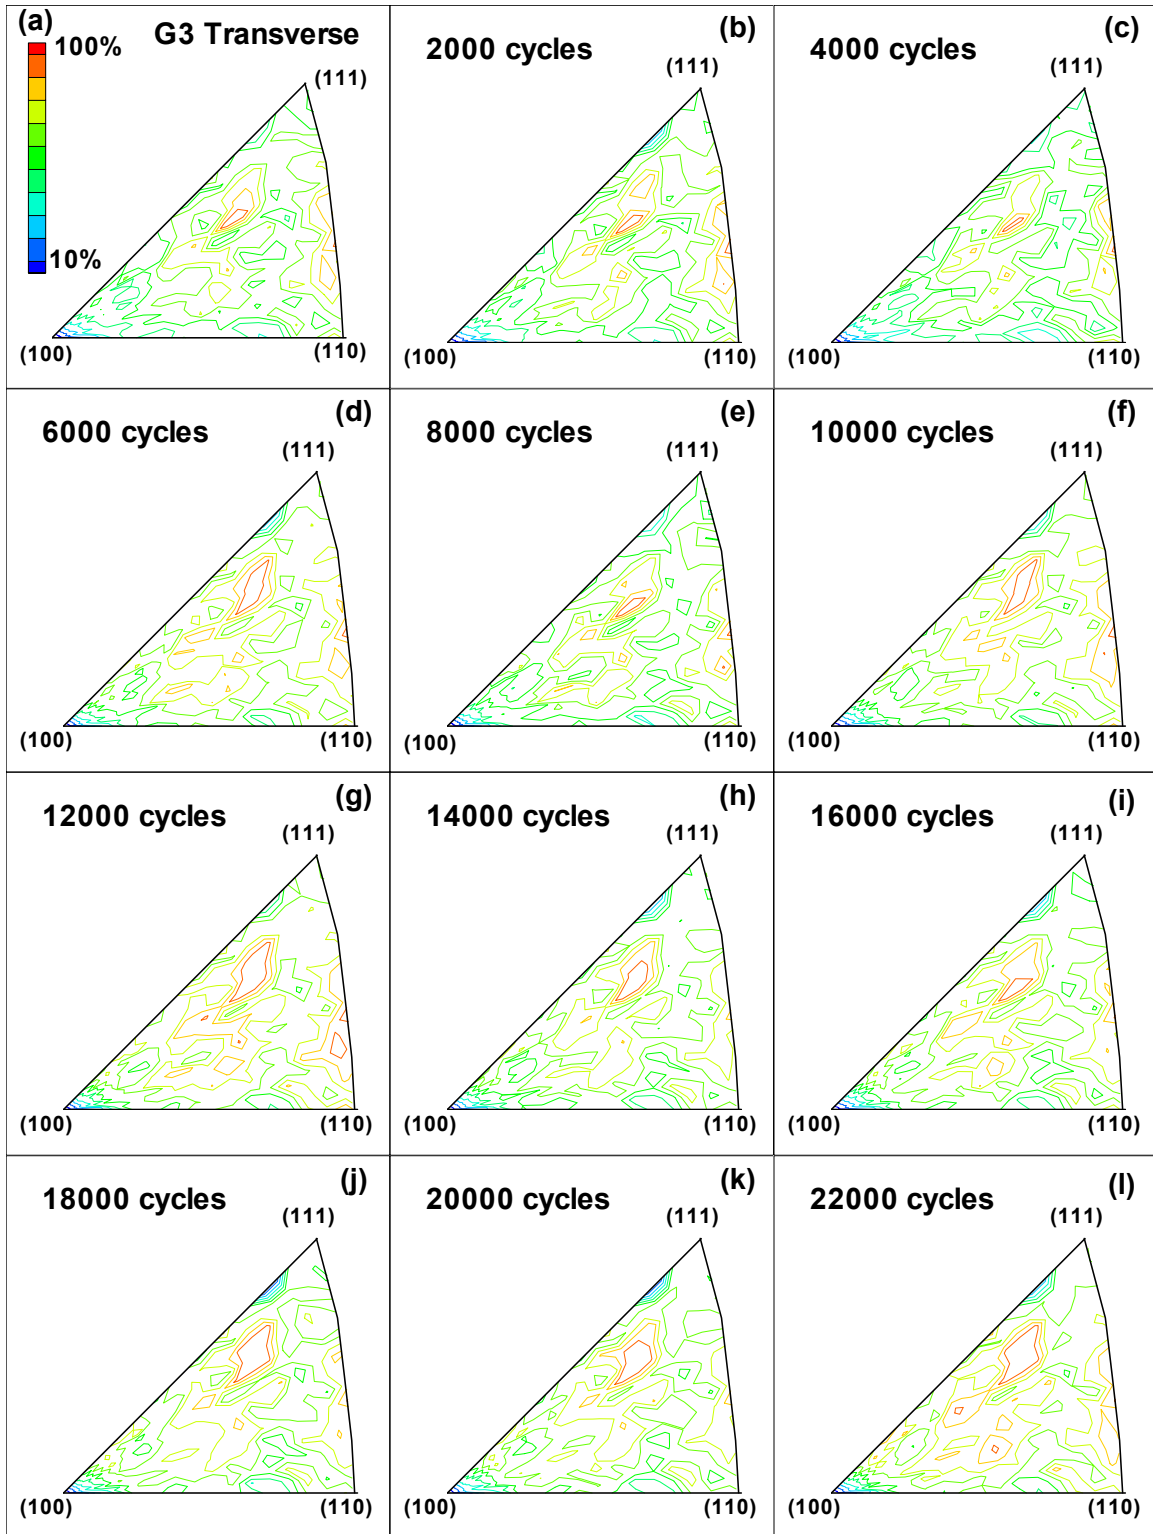 (a)
G3 Transverse
100%
10%
(111)
(100)
(110)
(b)
2000 cycles
(111)
(100)
(110)
(c)
4000 cycles
(111)
(100)
(110)
(d)
6000 cycles
(111)
(100)
(110)
(e)
8000 cycles
(111)
(100)
(110)
(f)
10000 cycles
(111)
(100)
(110)
(g)
12000 cycles
(111)
(100)
(110)
(h)
14000 cycles
(111)
(100)
(110)
(i)
16000 cycles
(111)
(100)
(110)
(j)
18000 cycles
(111)
(100)
(110)
(k)
20000 cycles
(111)
(100)
(110)
(l)
22000 cycles
(111)
(100)
(110)